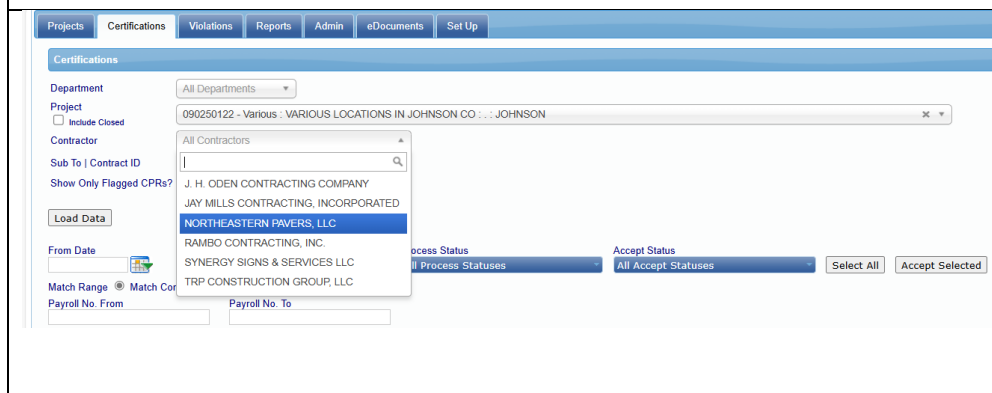 Projects Certifications Violations Reports Admin eDocuments Set Up
Certifications
Department All Departments
Project
Include Closed
090250122 - Various : VARIOUS LOCATIONS IN JOHNSON CO : . : JOHNSON
Contractor All Contractors
Sub To | Contract ID
Show Only Flagged CPRs?
J. H. ODEN CONTRACTING COMPANY
JAY MILLS CONTRACTING, INCORPORATED
NORTHEASTERN PAVERS, LLC
RAMBO CONTRACTING, INC.
SYNERGY SIGNS & SERVICES LLC
TRP CONSTRUCTION GROUP, LLC
Load Data
From Date ocess Status Accept Status
ll Process Statuses All Accept Statuses Select All Accept Selected
Match Range Match Cor
Payroll No. From Payroll No. To